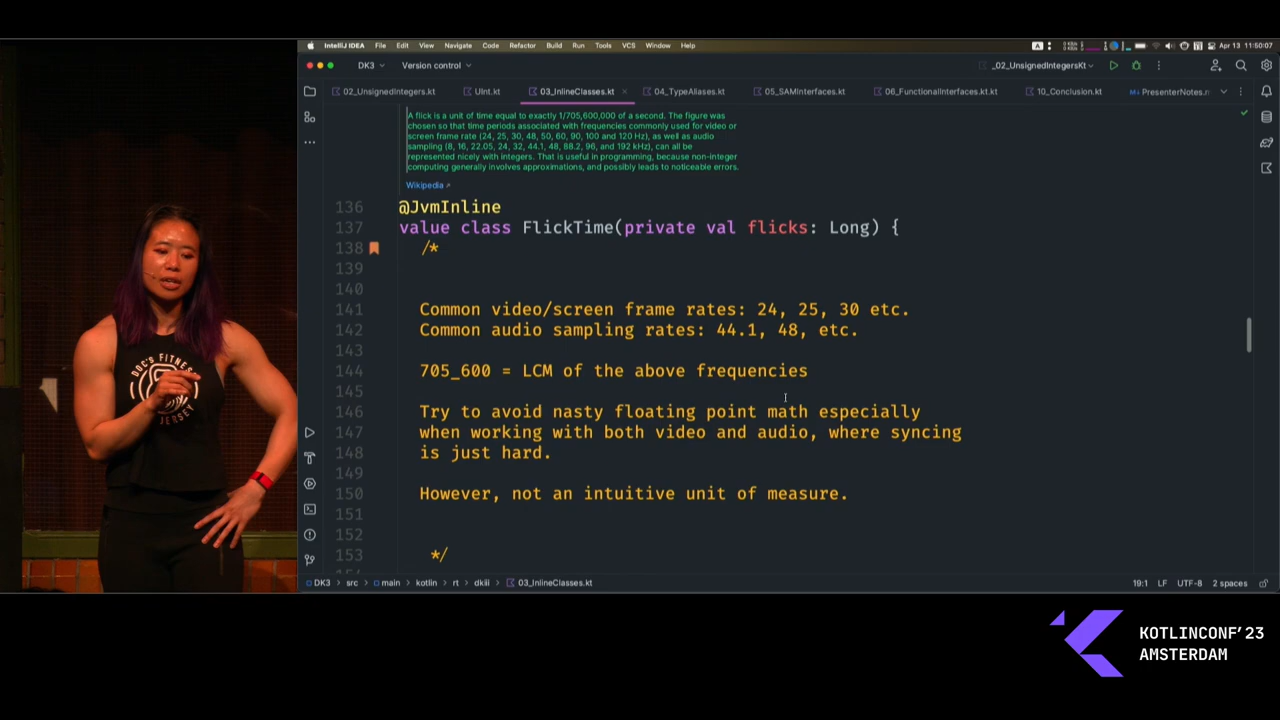 IntelliJ IDEA File Edit View Navigate Code Refactor Build Run Tools VCS Window Help
Apr 13 11:50:07
DK3 Version control
_02_UnsignedIntegersKt
02_UnsignedIntegers.kt UInt.kt 03_InlineClasses.kt 04_TypeAliases.kt 05_SAMInterfaces.kt 06_FunctionalInterfaces.kt.kt 10_Conclusion.kt PresenterNotes.n
A flick is a unit of time equal to exactly 1/705,600,000 of a second. The figure was
chosen so that time periods associated with frequencies commonly used for video or
screen frame rate (24, 25, 30, 48, 50, 60, 90, 100 and 120 Hz), as well as audio
sampling (8, 16, 22.05, 24, 32, 44.1, 48, 88.2, 96, and 192 kHz), can all be
represented nicely with integers. That is useful in programming, because non-integer
computing generally involves approximations, and possibly leads to noticeable errors.
Wikipedia
136 @JvmInline
137 value class FlickTime(private val flicks: Long) {
138 /*
139
140
141 Common video/screen frame rates: 24, 25, 30 etc.
142 Common audio sampling rates: 44.1, 48, etc.
143
144 705_600 = LCM of the above frequencies
145
146 Try to avoid nasty floating point math especially
147 when working with both video and audio, where syncing
148 is just hard.
149
150 However, not an intuitive unit of measure.
151
152
153 */
DK3 > src > main > kotlin > rt > dkiii > 03_InlineClasses.kt
19:1 LF UTF-8 2 spaces
DOC'S FITNESS
JERSEY
KOTLINCONF'23
AMSTERDAM